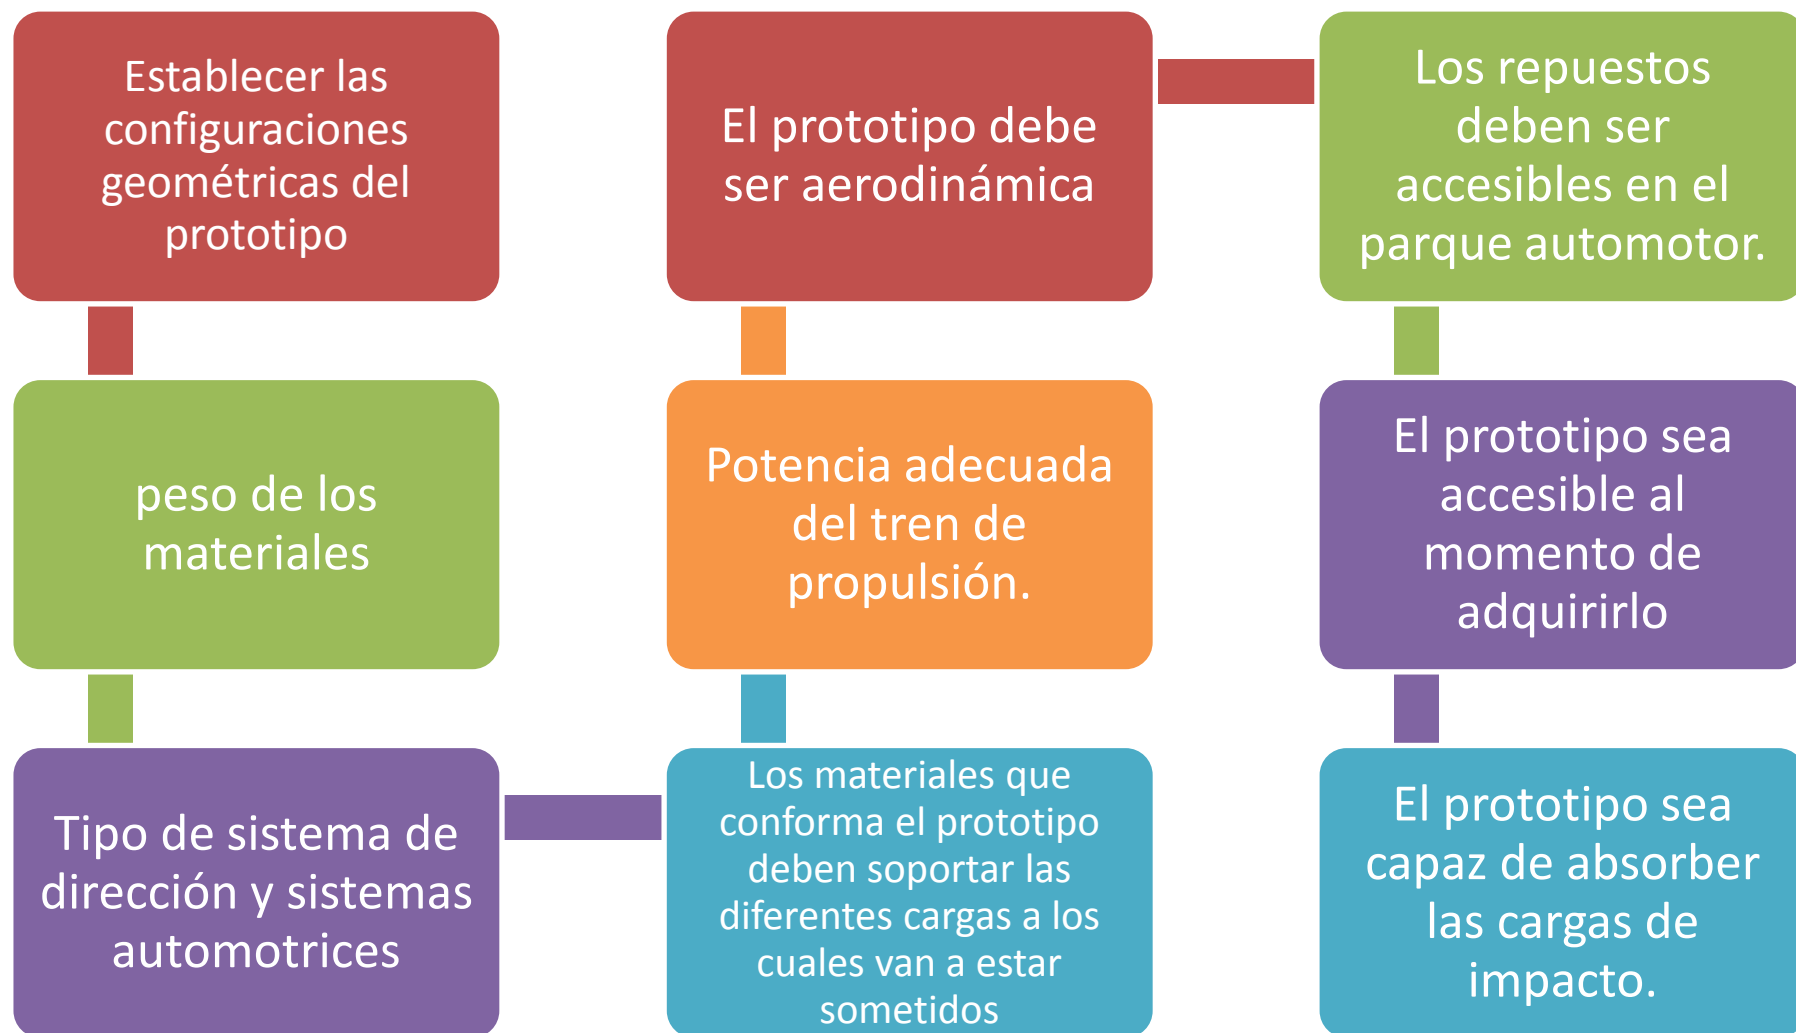 Establecer las
configuraciones
geométricas del
prototipo
peso de los
materiales
Tipo de sistema de
dirección y sistemas
automotrices
Los materiales que
conforma el prototipo
deben soportar las
diferentes cargas a los
cuales van a estar
sometidos
Potencia adecuada
del tren de
propulsión.
El prototipo debe
ser aerodinámica
Los repuestos
deben ser
accesibles en el
parque automotor.
El prototipo sea
accesible al
momento de
adquirirlo
El prototipo sea
capaz de absorber
las cargas de
impacto.